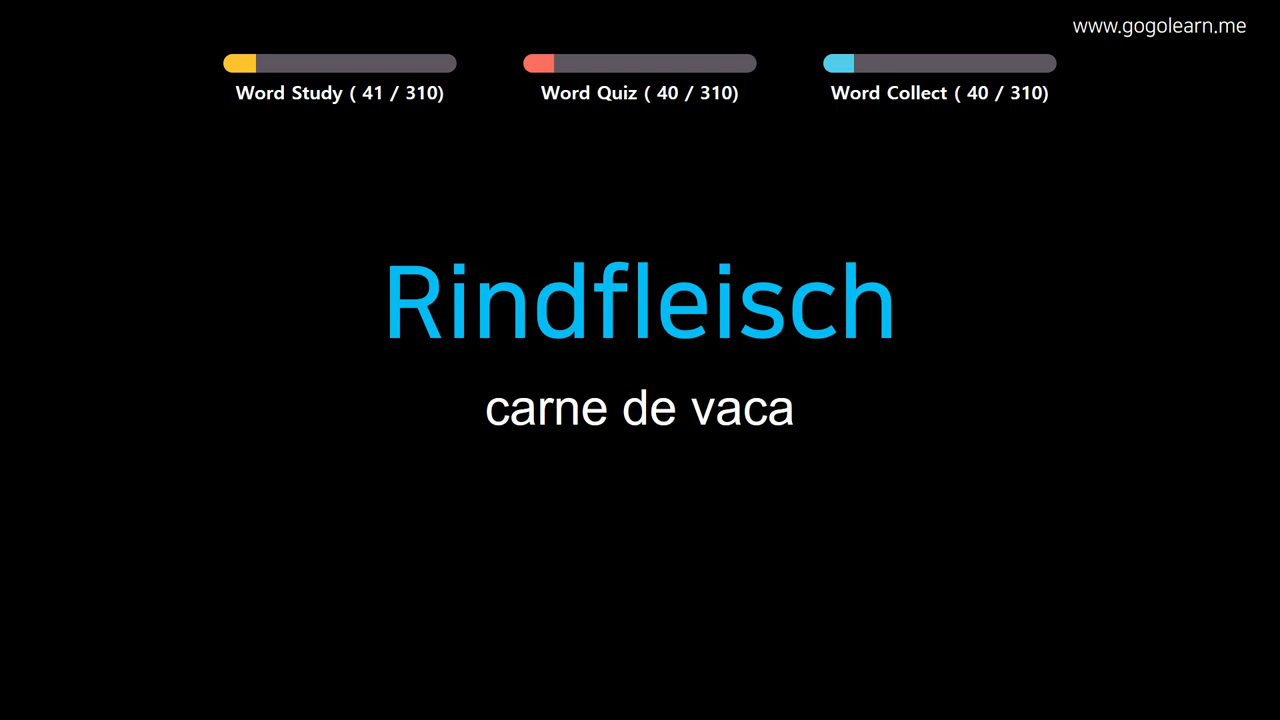 www.gogolearn.me
Word Study ( 41 / 310)
Word Quiz ( 40 / 310)
Word Collect ( 40 / 310)
Rindfleisch
carne de vaca